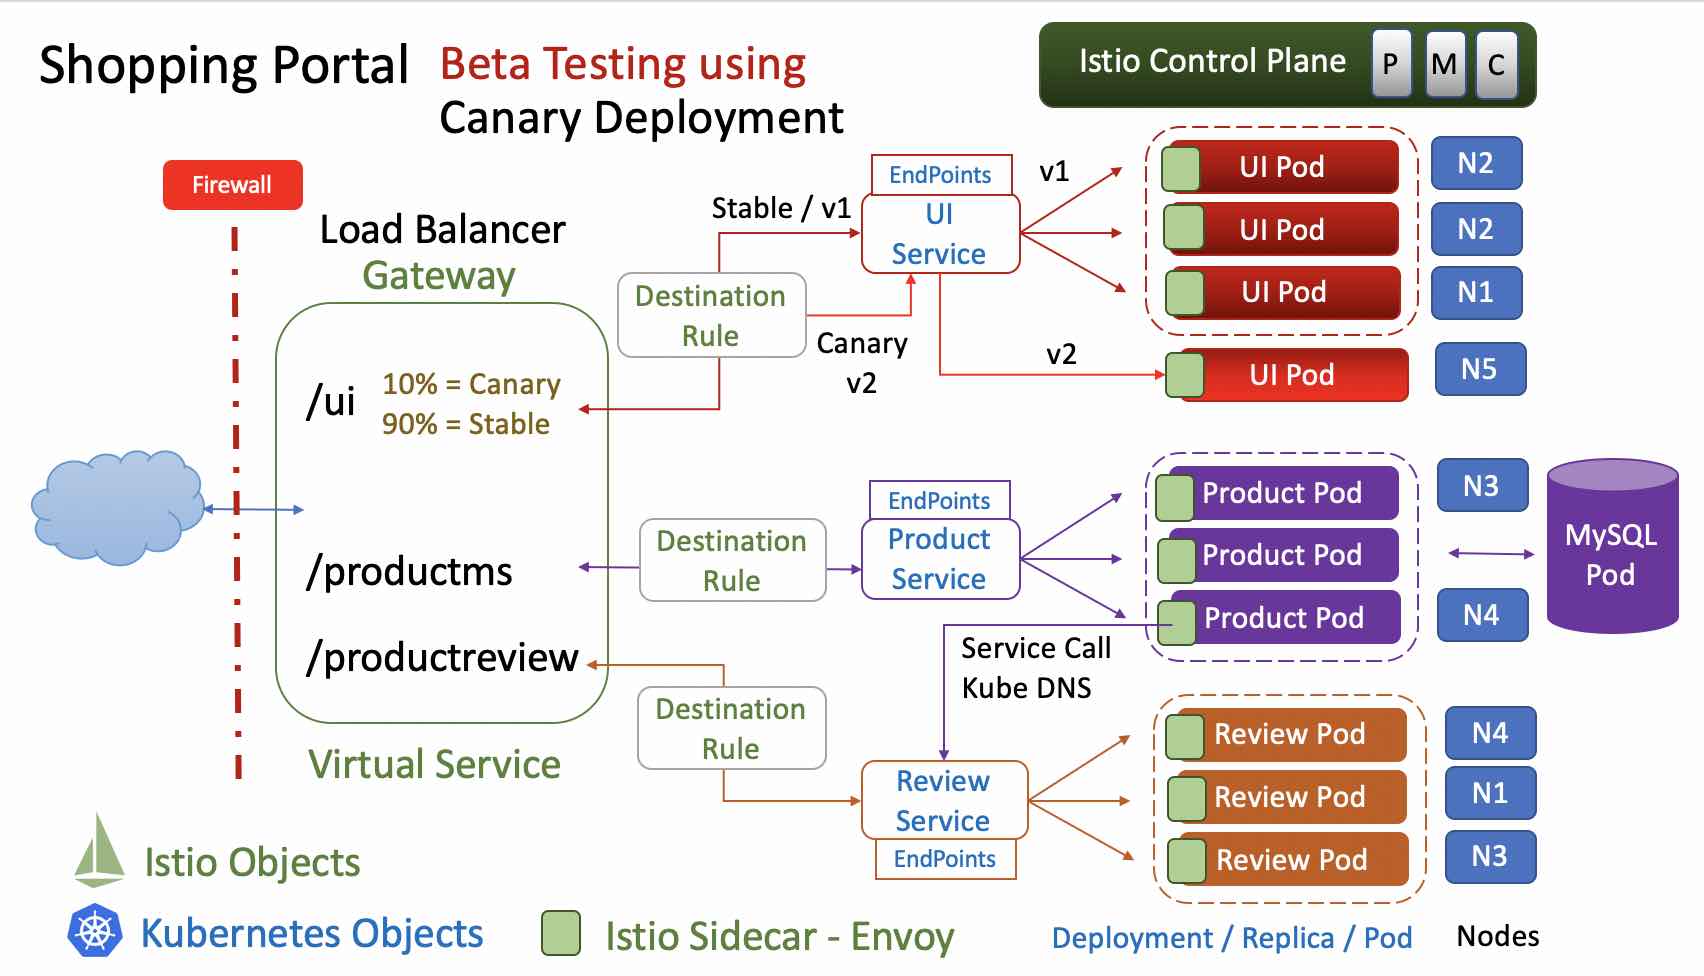 Shopping Portal
Beta Testing using
Canary Deployment
Istio Control Plane
P
M
C
Firewall
Load Balancer
Gateway
/ui
10% = Canary
90% = Stable
/productms
/productreview
Virtual Service
Destination
Rule
Stable / v1
Canary
v2
EndPoints
UI
Service
v1
v2
UI Pod
N2
UI Pod
N2
UI Pod
N1
UI Pod
N5
Destination
Rule
EndPoints
Product
Service
Product Pod
N3
Product Pod
Product Pod
N4
MySQL
Pod
Service Call
Kube DNS
Destination
Rule
Review
Service
EndPoints
Review Pod
N4
Review Pod
N1
Review Pod
N3
Istio Objects
Kubernetes Objects
Istio Sidecar - Envoy
Deployment / Replica / Pod
Nodes